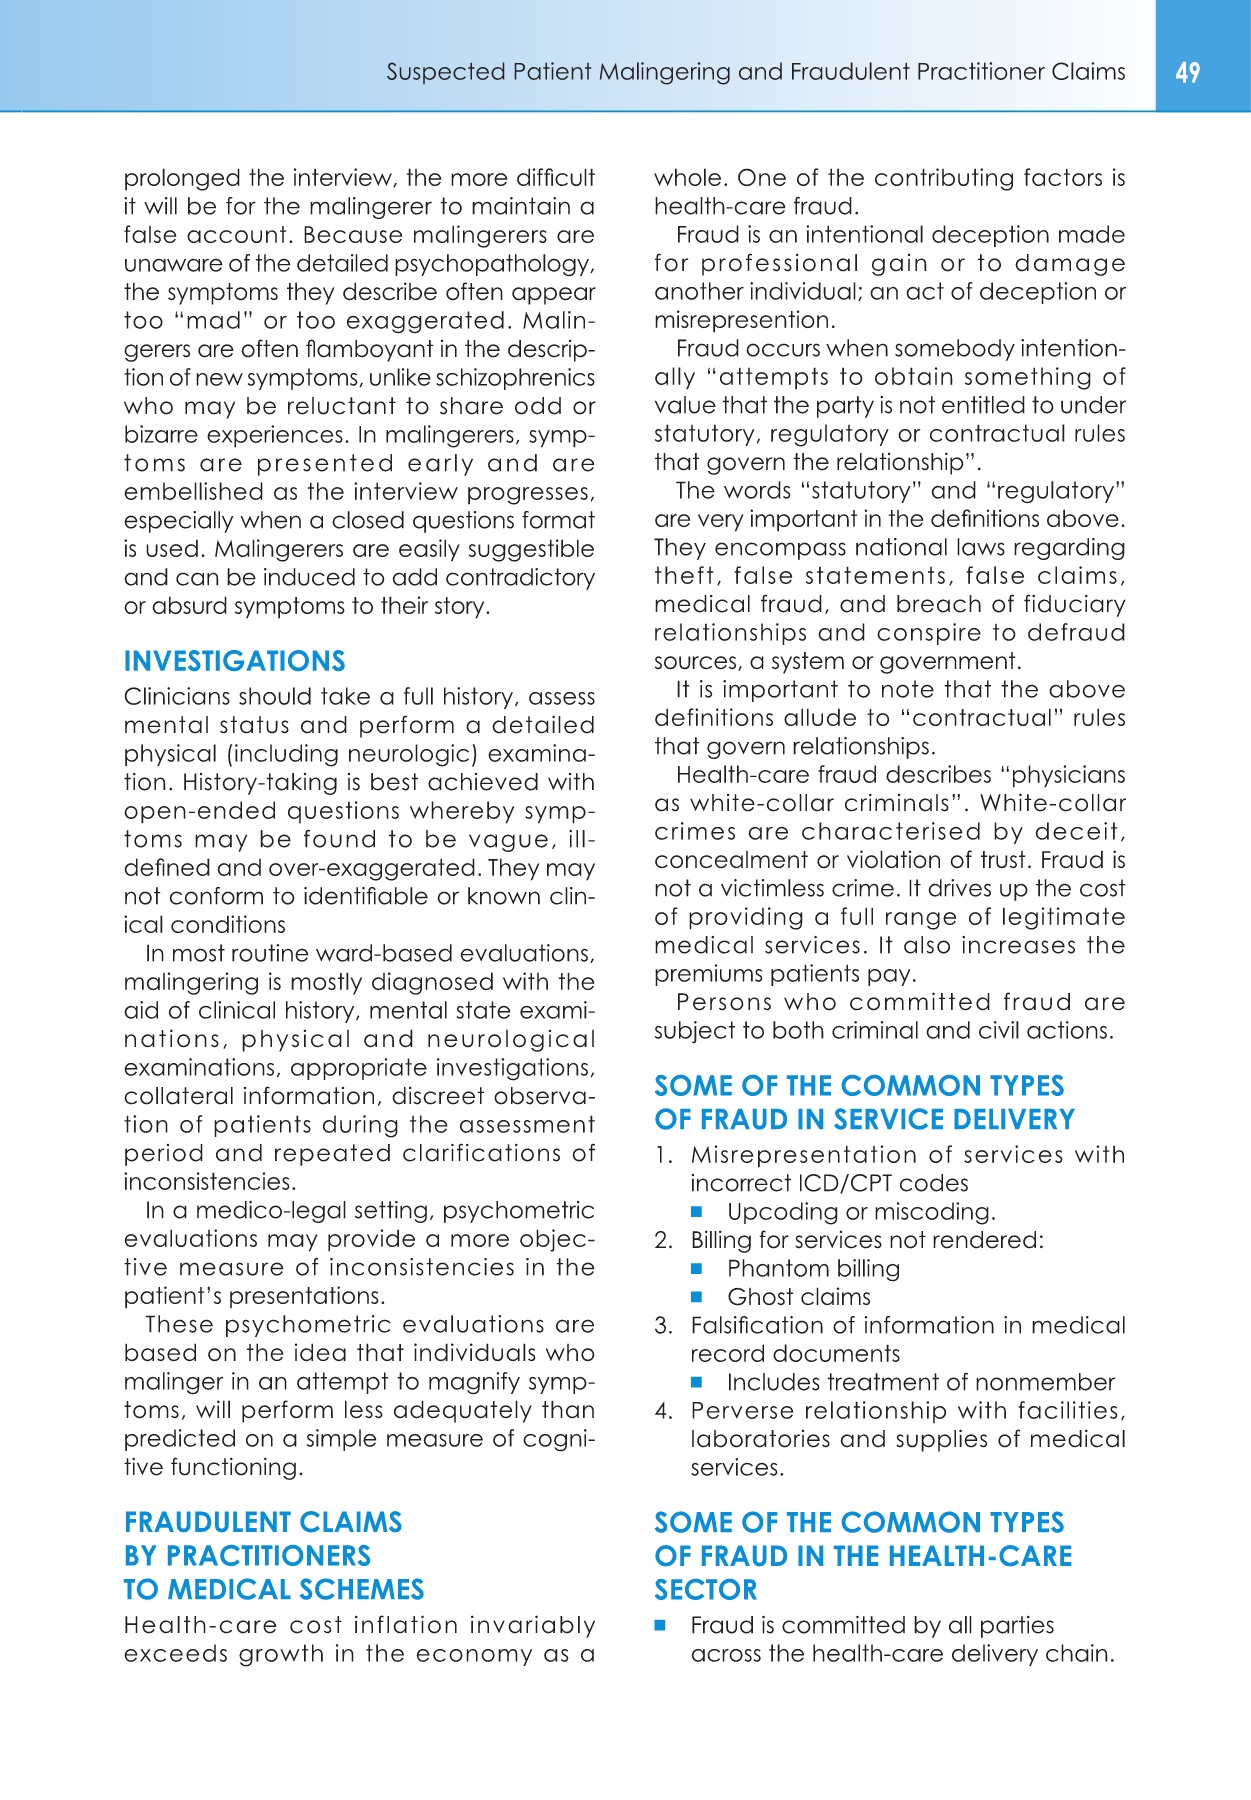 Suspected Patient Malingering and Fraudulent Practitioner Claims
49
prolonged the interview, the more difficult
it will be for the malingerer to maintain a
false account. Because malingerers are
unaware of the detailed psychopathology,
the symptoms they describe often appear
too “mad” or too exaggerated. Malin-
gerers are often flamboyant in the descrip-
tion of new symptoms, unlike schizophrenics
who may be reluctant to share odd or
bizarre experiences. In malingerers, symp-
toms are presented early and are
embellished as the interview progresses,
especially when a closed questions format
is used. Malingerers are easily suggestible
and can be induced to add contradictory
or absurd symptoms to their story.
INVESTIGATIONS
Clinicians should take a full history, assess
mental status and perform a detailed
physical (including neurologic) examina-
tion. History-taking is best achieved with
open-ended questions whereby symp-
toms may be found to be vague, ill-
defined and over-exaggerated. They may
not conform to identifiable or known clin-
ical conditions
In most routine ward-based evaluations,
malingering is mostly diagnosed with the
aid of clinical history, mental state exami-
nations, physical and neurological
examinations, appropriate investigations,
collateral information, discreet observa-
tion of patients during the assessment
period and repeated clarifications of
inconsistencies.
In a medico-legal setting, psychometric
evaluations may provide a more objec-
tive measure of inconsistencies in the
patient’s presentations.
These psychometric evaluations are
based on the idea that individuals who
malinger in an attempt to magnify symp-
toms, will perform less adequately than
predicted on a simple measure of cogni-
tive functioning.
FRAUDULENT CLAIMS
BY PRACTITIONERS
TO MEDICAL SCHEMES
Health-care cost inflation invariably
exceeds growth in the economy as a
whole. One of the contributing factors is
health-care fraud.
Fraud is an intentional deception made
for professional gain or to damage
another individual; an act of deception or
misrepresention.
Fraud occurs when somebody intention-
ally “attempts to obtain something of
value that the party is not entitled to under
statutory, regulatory or contractual rules
that govern the relationship”.
The words “statutory” and “regulatory”
are very important in the definitions above.
They encompass national laws regarding
theft, false statements, false claims,
medical fraud, and breach of fiduciary
relationships and conspire to defraud
sources, a system or government.
It is important to note that the above
definitions allude to “contractual” rules
that govern relationships.
Health-care fraud describes “physicians
as white-collar criminals”. White-collar
crimes are characterised by deceit,
concealment or violation of trust. Fraud is
not a victimless crime. It drives up the cost
of providing a full range of legitimate
medical services. It also increases the
premiums patients pay.
Persons who committed fraud are
subject to both criminal and civil actions.
SOME OF THE COMMON TYPES
OF FRAUD IN SERVICE DELIVERY
1. Misrepresentation of services with
incorrect ICD/CPT codes
■ Upcoding or miscoding.
2. Billing for services not rendered:
■ Phantom billing
■ Ghost claims
3. Falsification of information in medical
record documents
■ Includes treatment of nonmember
4. Perverse relationship with facilities,
laboratories and supplies of medical
services.
SOME OF THE COMMON TYPES
OF FRAUD IN THE HEALTH-CARE
SECTOR
■ Fraud is committed by all parties
across the health-care delivery chain.